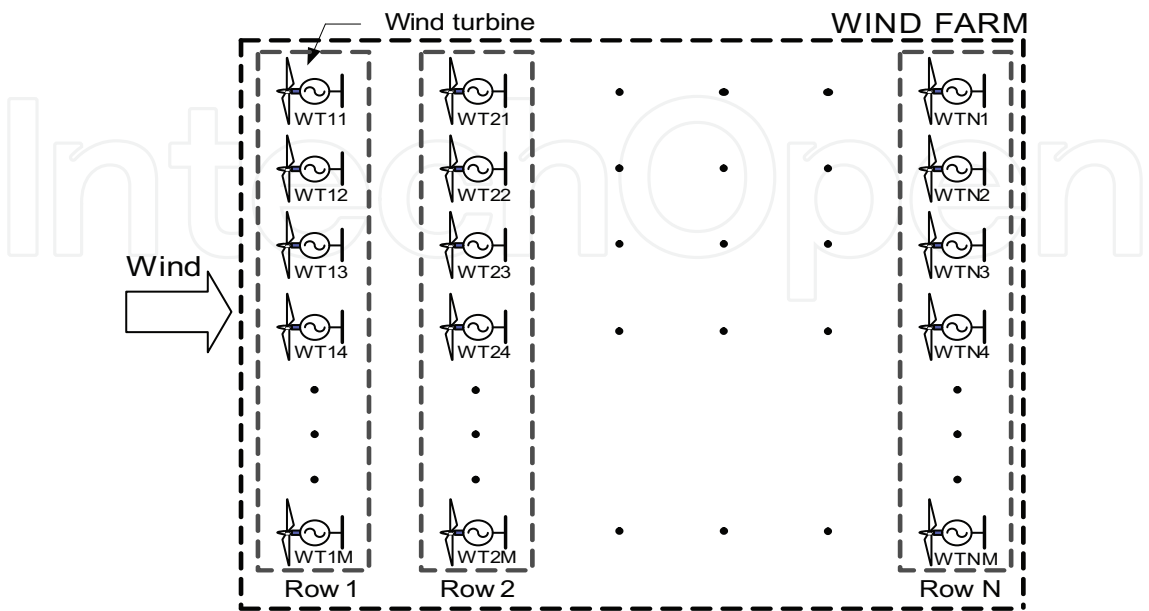 Wind turbine
WIND FARM
IntechOpen
WT11 WT21 WTN1
WT12 WT22 WTN2
WT13 WT23 WTN3
Wind
WT14 WT24 WTN4
WT1M WT2M WTNM
Row 1 Row 2 Row N